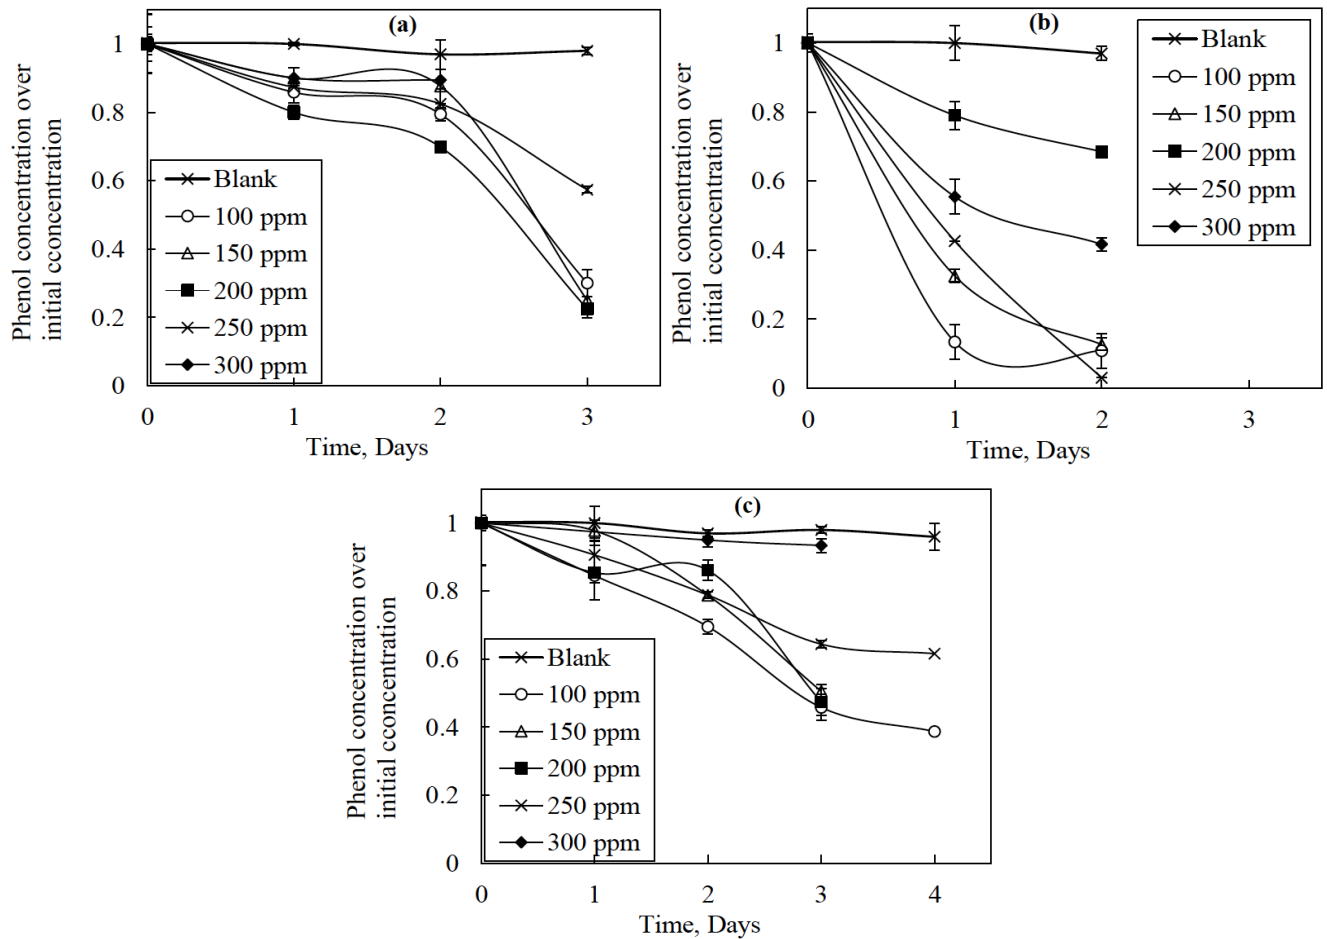 (a)
Phenol concentration over
initial cconcentration
1
0.8
0.6
0.4
0.2
0
Blank
100 ppm
150 ppm
200 ppm
250 ppm
300 ppm
0 1 2 3
Time, Days
(b)
Phenol concentration over
initial cconcentration
1
0.8
0.6
0.4
0.2
0
Blank
100 ppm
150 ppm
200 ppm
250 ppm
300 ppm
0 1 2 3
Time, Days
(c)
Phenol concentration over
initial cconcentration
1
0.8
0.6
0.4
0.2
0
Blank
100 ppm
150 ppm
200 ppm
250 ppm
300 ppm
0 1 2 3 4
Time, Days